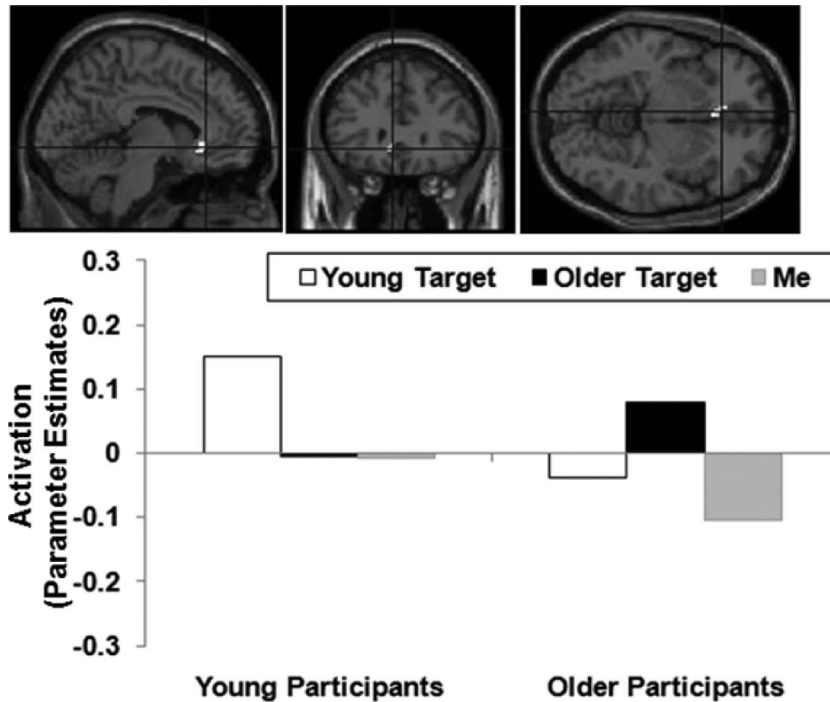 0.3
Young Target Older Target Me
0.2
0.1
0
-0.1
-0.2
-0.3
Activation
(Parameter Estimates)
Young Participants Older Participants